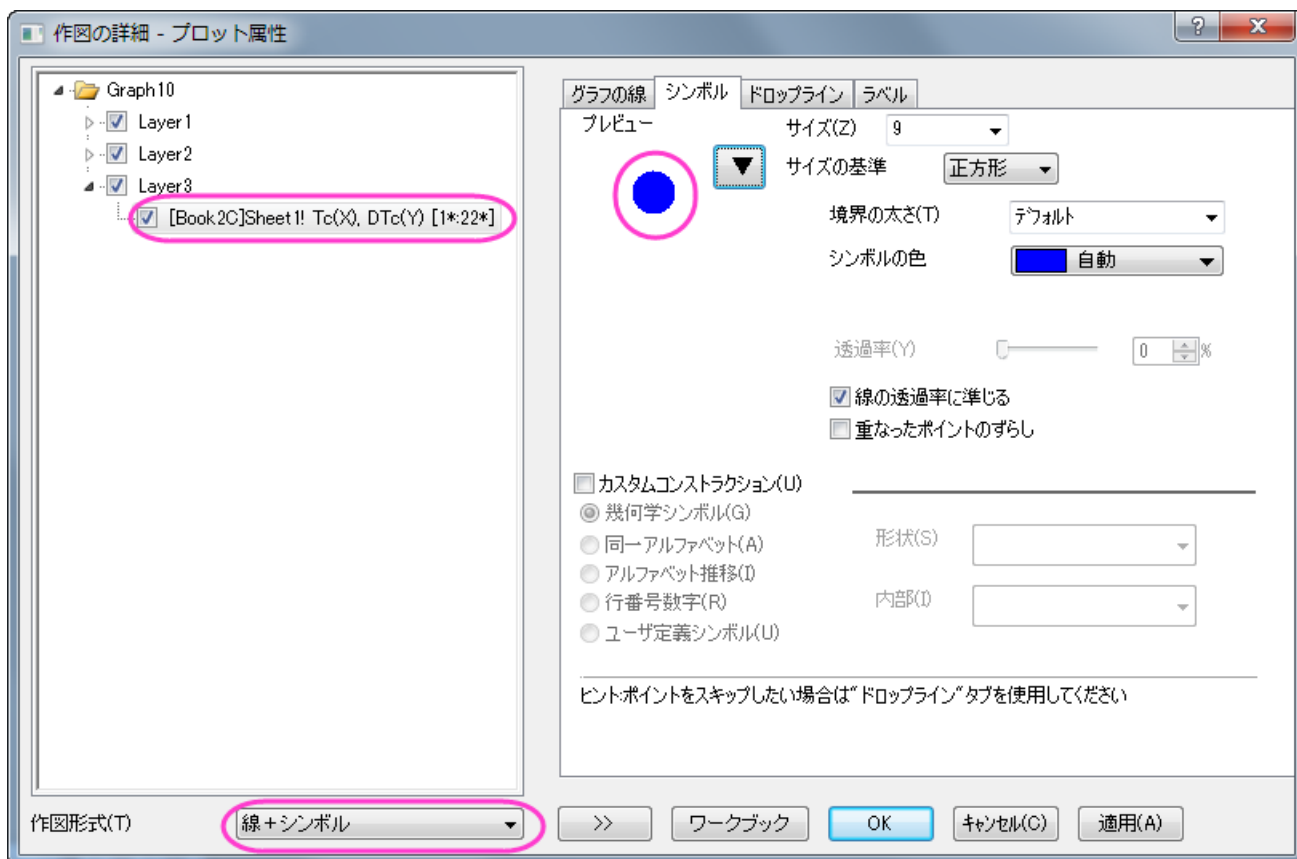 作図の詳細 - プロット属性
?
X
Graph10
Layer1
Layer2
Layer3
[Book2C]Sheet1! Tc(X), DTc(Y) [1*:22*]
グラフの線 シンボル ドロップライン ラベル
プレビュー
サイズ(Z) 9
サイズの基準 正方形
境界の太さ(T) デフォルト
シンボルの色 自動
透過率(Y) 0 %
線の透過率に準じる
重なったポイントのずらし
カスタムコンストラクション(U)
幾何学シンボル(G)
同一アルファベット(A)
アルファベット推移(I)
行番号数字(R)
ユーザ定義シンボル(U)
形状(S)
内部(I)
ヒント:ポイントをスキップしたい場合は"ドロップライン"タブを使用してください
作図形式(T) 線+シンボル
>> ワークブック OK キャンセル(C) 適用(A)